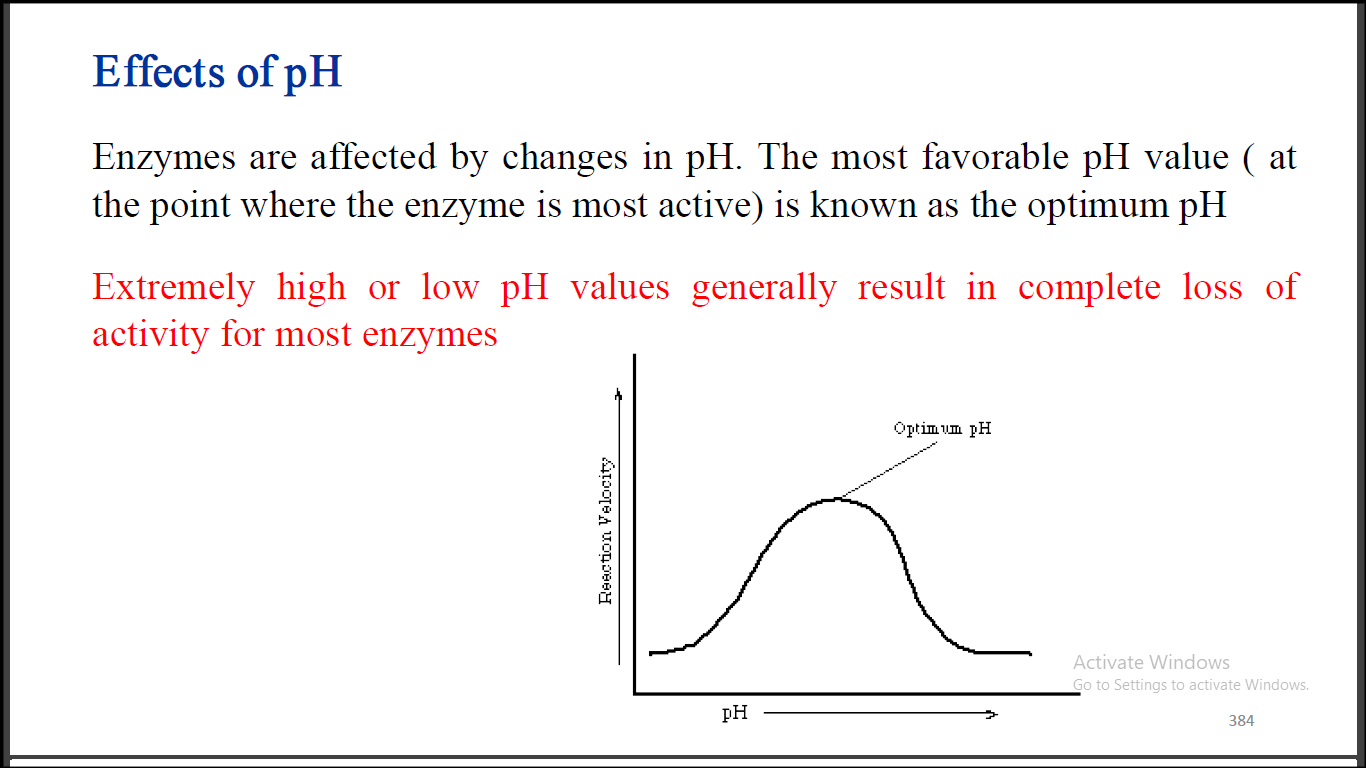 Effects of pH
Enzymes are affected by changes in pH. The most favorable pH value ( at
the point where the enzyme is most active) is known as the optimum pH
Extremely high or low pH values generally result in complete loss of
activity for most enzymes
Optimum pH
Reaction Velocity
pH
Activate Windows
Go to Settings to activate Windows.
384